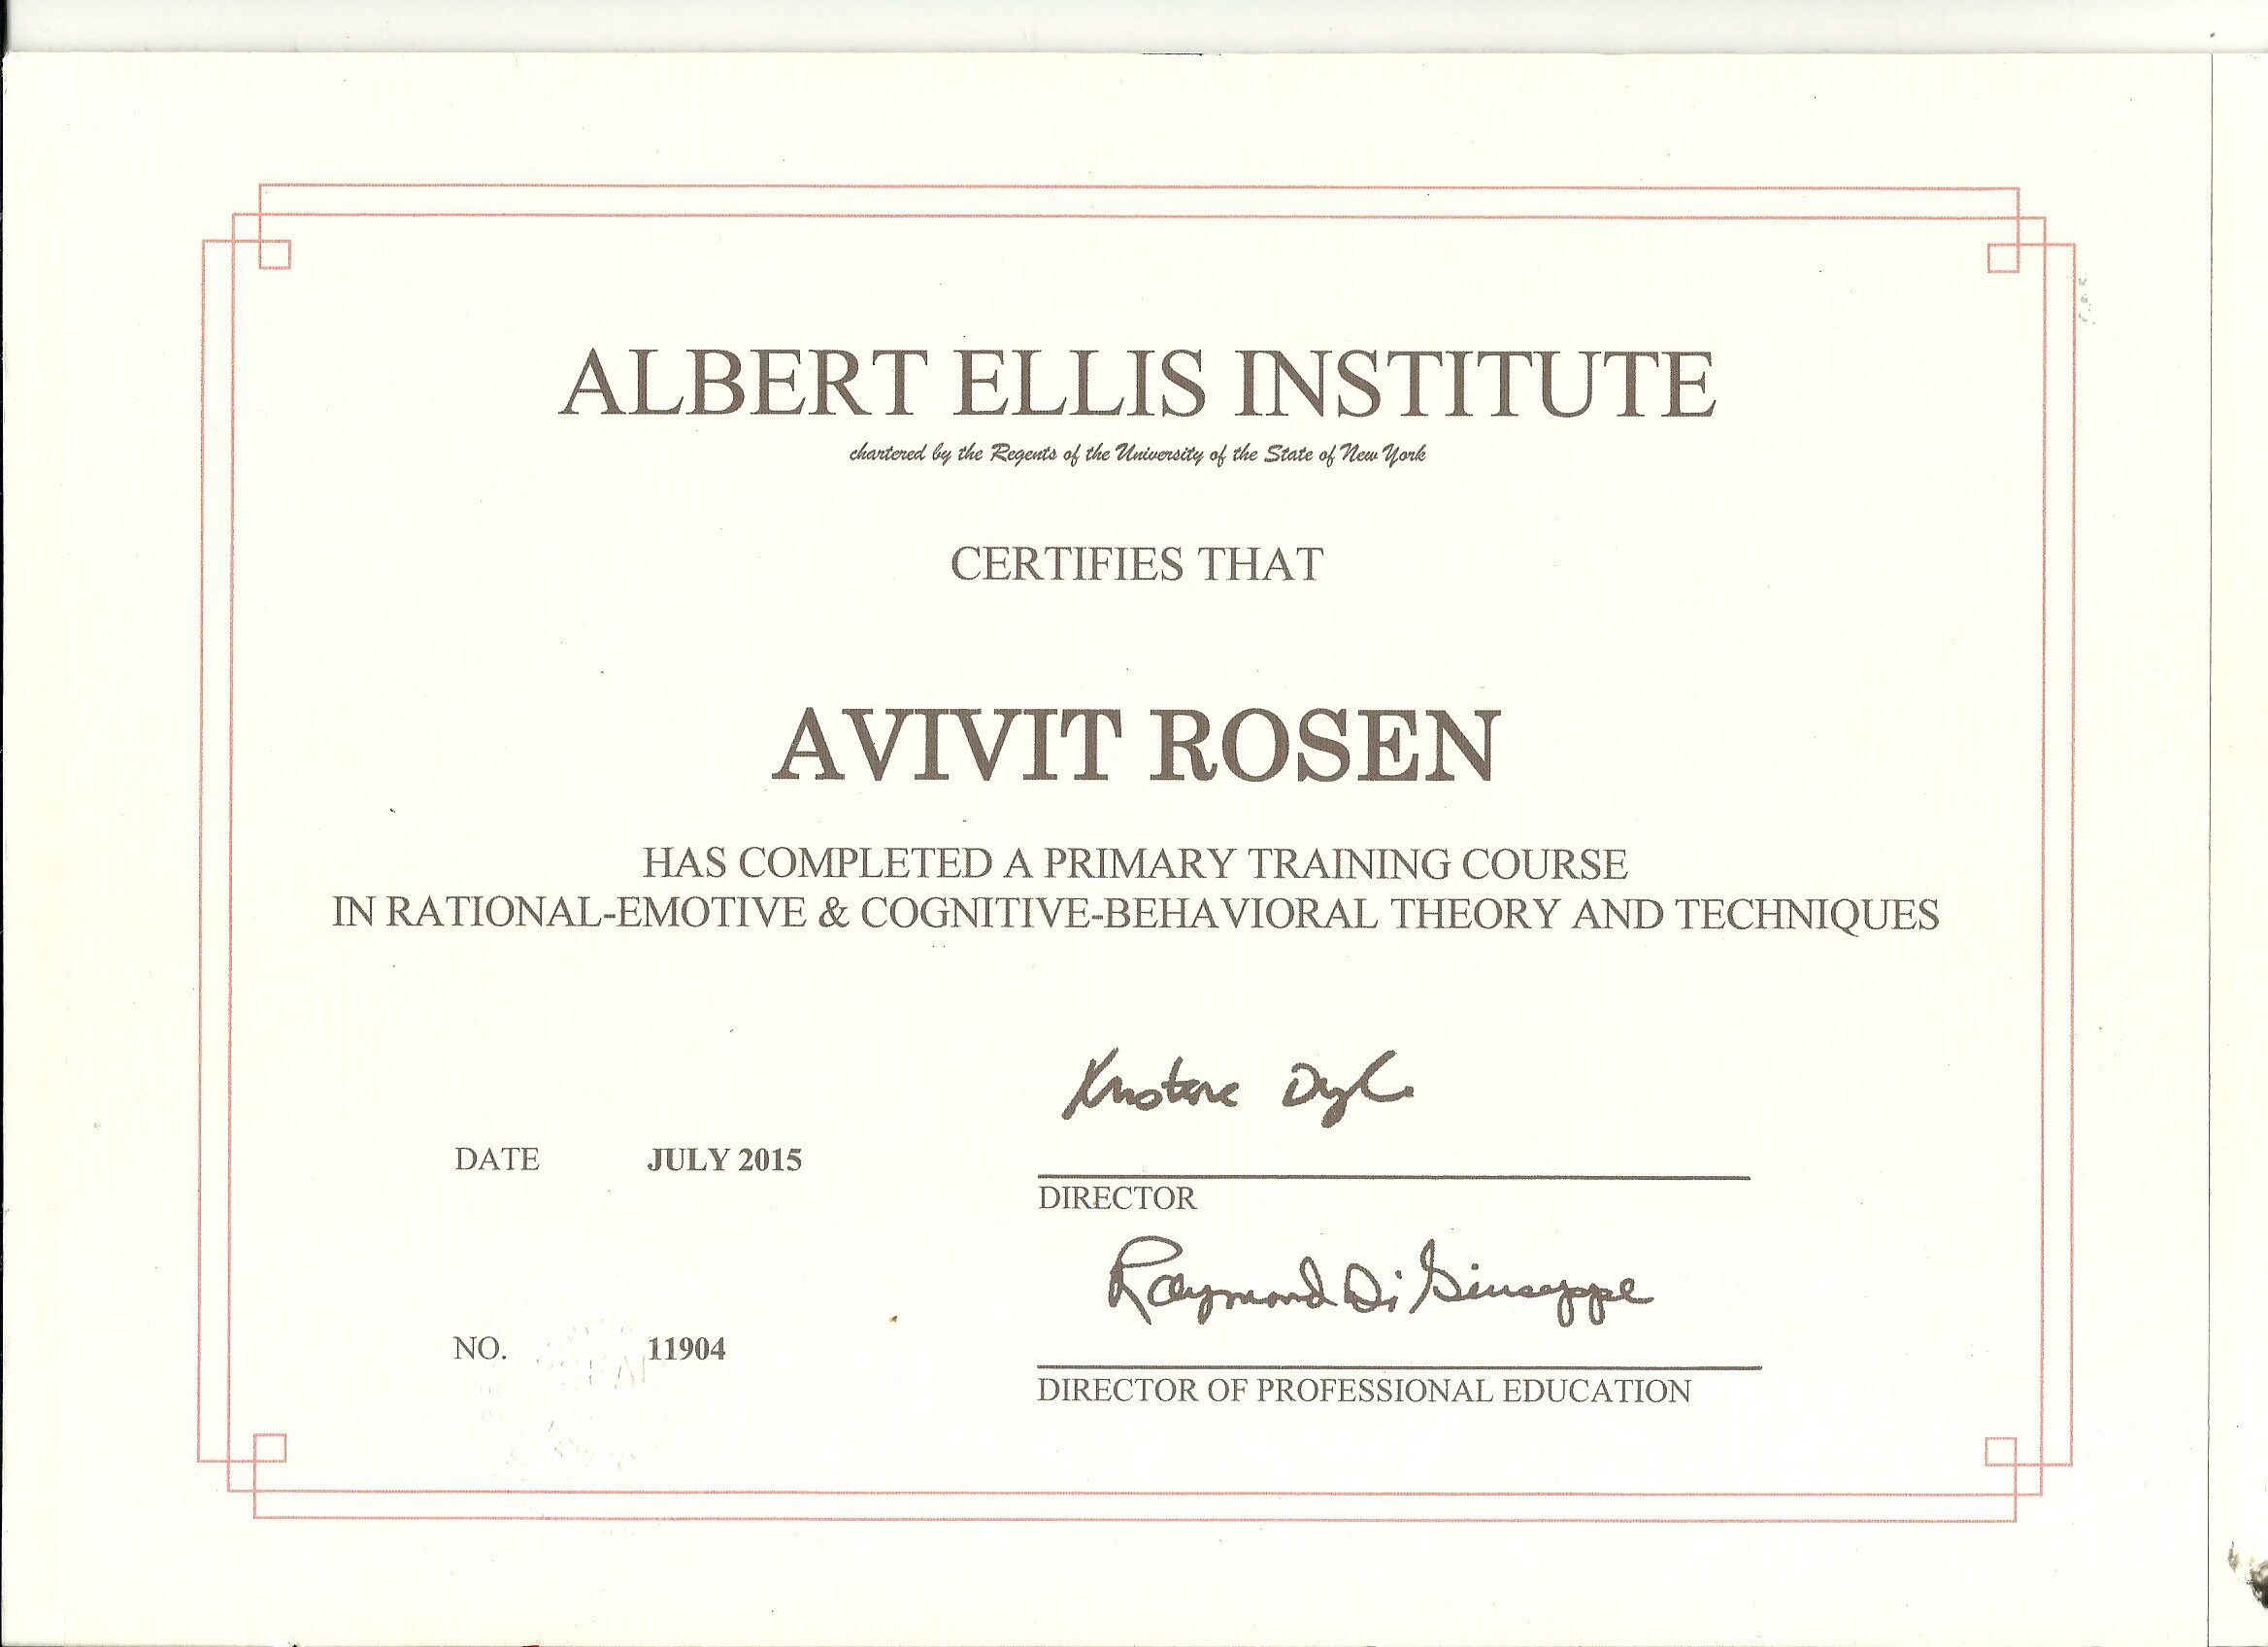 ALBERT ELLIS INSTITUTE
chartered by the Regents of the University of the State of New York
CERTIFIES THAT
AVIVIT ROSEN
HAS COMPLETED A PRIMARY TRAINING COURSE
IN RATIONAL-EMOTIVE & COGNITIVE-BEHAVIORAL THEORY AND TECHNIQUES
DATE JULY 2015
DIRECTOR
Raymond Di Giuseppe
NO. 11904
DIRECTOR OF PROFESSIONAL EDUCATION